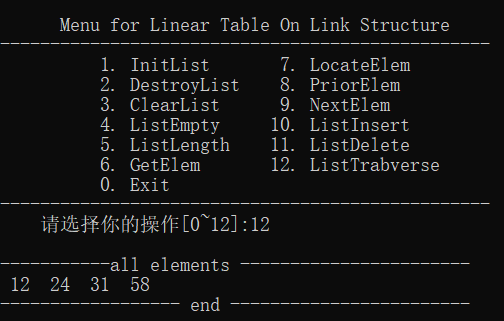 Menu for Linear Table On Link Structure
-------------------------------------------------
1. InitList 7. LocateElem
2. DestroyList 8. PriorElem
3. ClearList 9. NextElem
4. ListEmpty 10. ListInsert
5. ListLength 11. ListDelete
6. GetElem 12. ListTrabverse
0. Exit
-------------------------------------------------
请选择你的操作[0~12]:12
-----------all elements -----------------------
12 24 31 58
------------------ end ------------------------